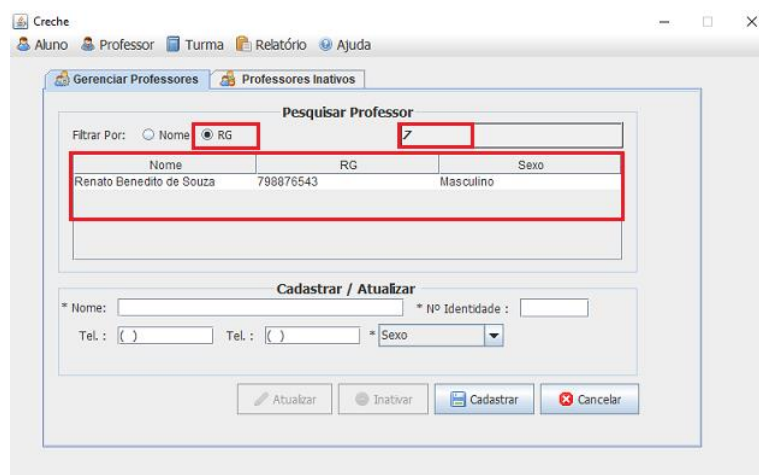 Creche
Aluno Professor Turma Relatório Ajuda
Gerenciar Professores Professores Inativos
Pesquisar Professor
Filtrar Por: Nome RG 7
Nome RG Sexo
Renato Benedito de Souza 798876543 Masculino
Cadastrar / Atualizar
* Nome: * Nº Identidade :
Tel. : ( ) Tel. : ( ) * Sexo
Atualizar Inativar Cadastrar Cancelar